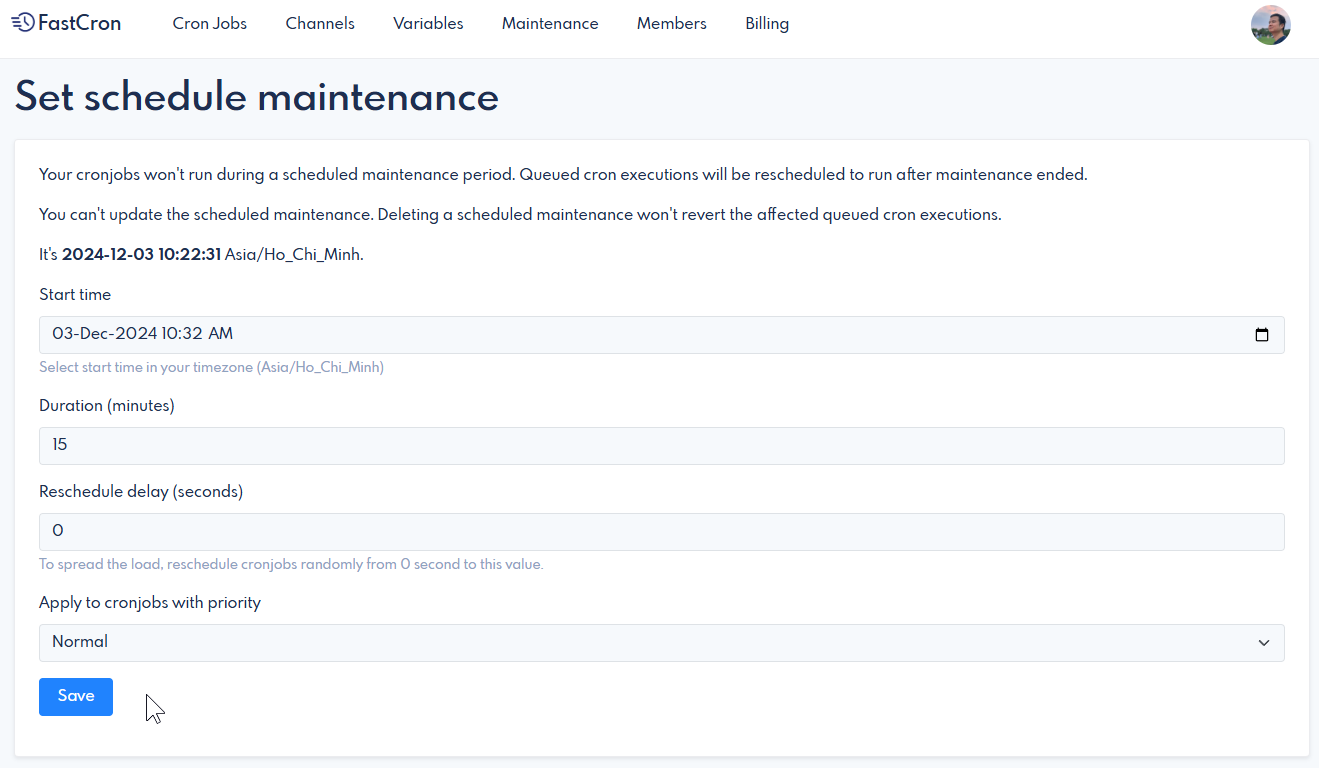 FastCron Cron Jobs Channels Variables Maintenance Members Billing
Set schedule maintenance
Your cronjobs won't run during a scheduled maintenance period. Queued cron executions will be rescheduled to run after maintenance ended.
You can't update the scheduled maintenance. Deleting a scheduled maintenance won't revert the affected queued cron executions.
It's 2024-12-03 10:22:31 Asia/Ho_Chi_Minh.
Start time
03-Dec-2024 10:32 AM
Select start time in your timezone (Asia/Ho_Chi_Minh)
Duration (minutes)
15
Reschedule delay (seconds)
0
To spread the load, reschedule cronjobs randomly from 0 second to this value.
Apply to cronjobs with priority
Normal
Save